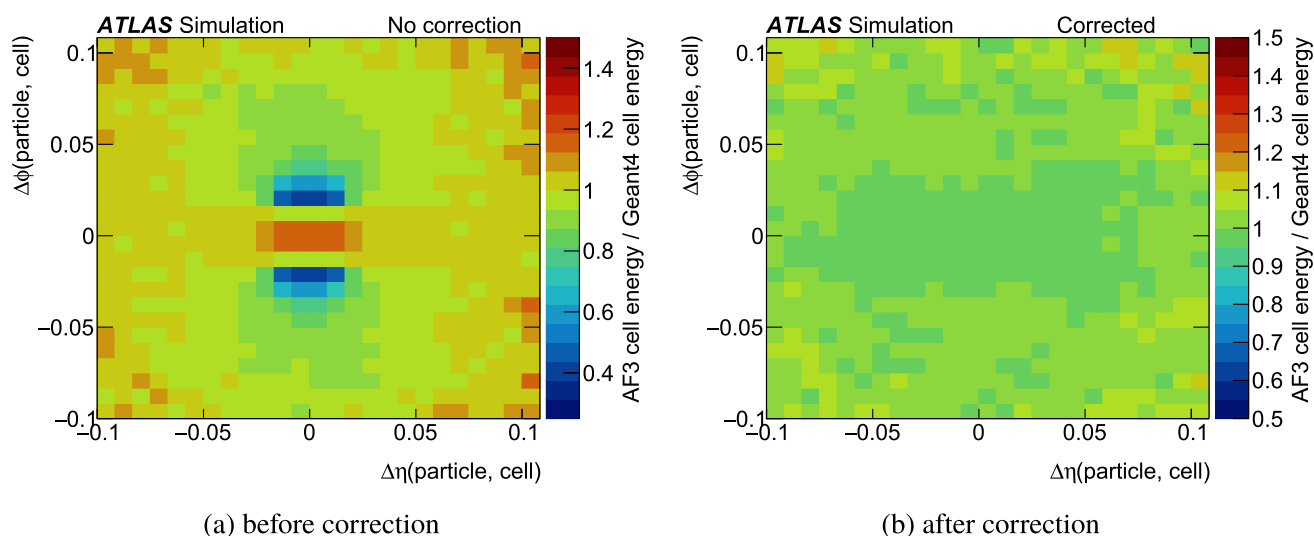 ATLAS Simulation No correction
0.1
0.05
0
−0.05
−0.1
−0.1 −0.05 0 0.05 0.1
Δϕ(particle, cell)
Δη(particle, cell)
1.4
1.2
1
0.8
0.6
0.4
AF3 cell energy / Geant4 cell energy
(a) before correction
ATLAS Simulation Corrected
0.1
0.05
0
−0.05
−0.1
−0.1 −0.05 0 0.05 0.1
Δϕ(particle, cell)
Δη(particle, cell)
1.5
1.4
1.3
1.2
1.1
1
0.9
0.8
0.7
0.6
0.5
AF3 cell energy / Geant4 cell energy
(b) after correction